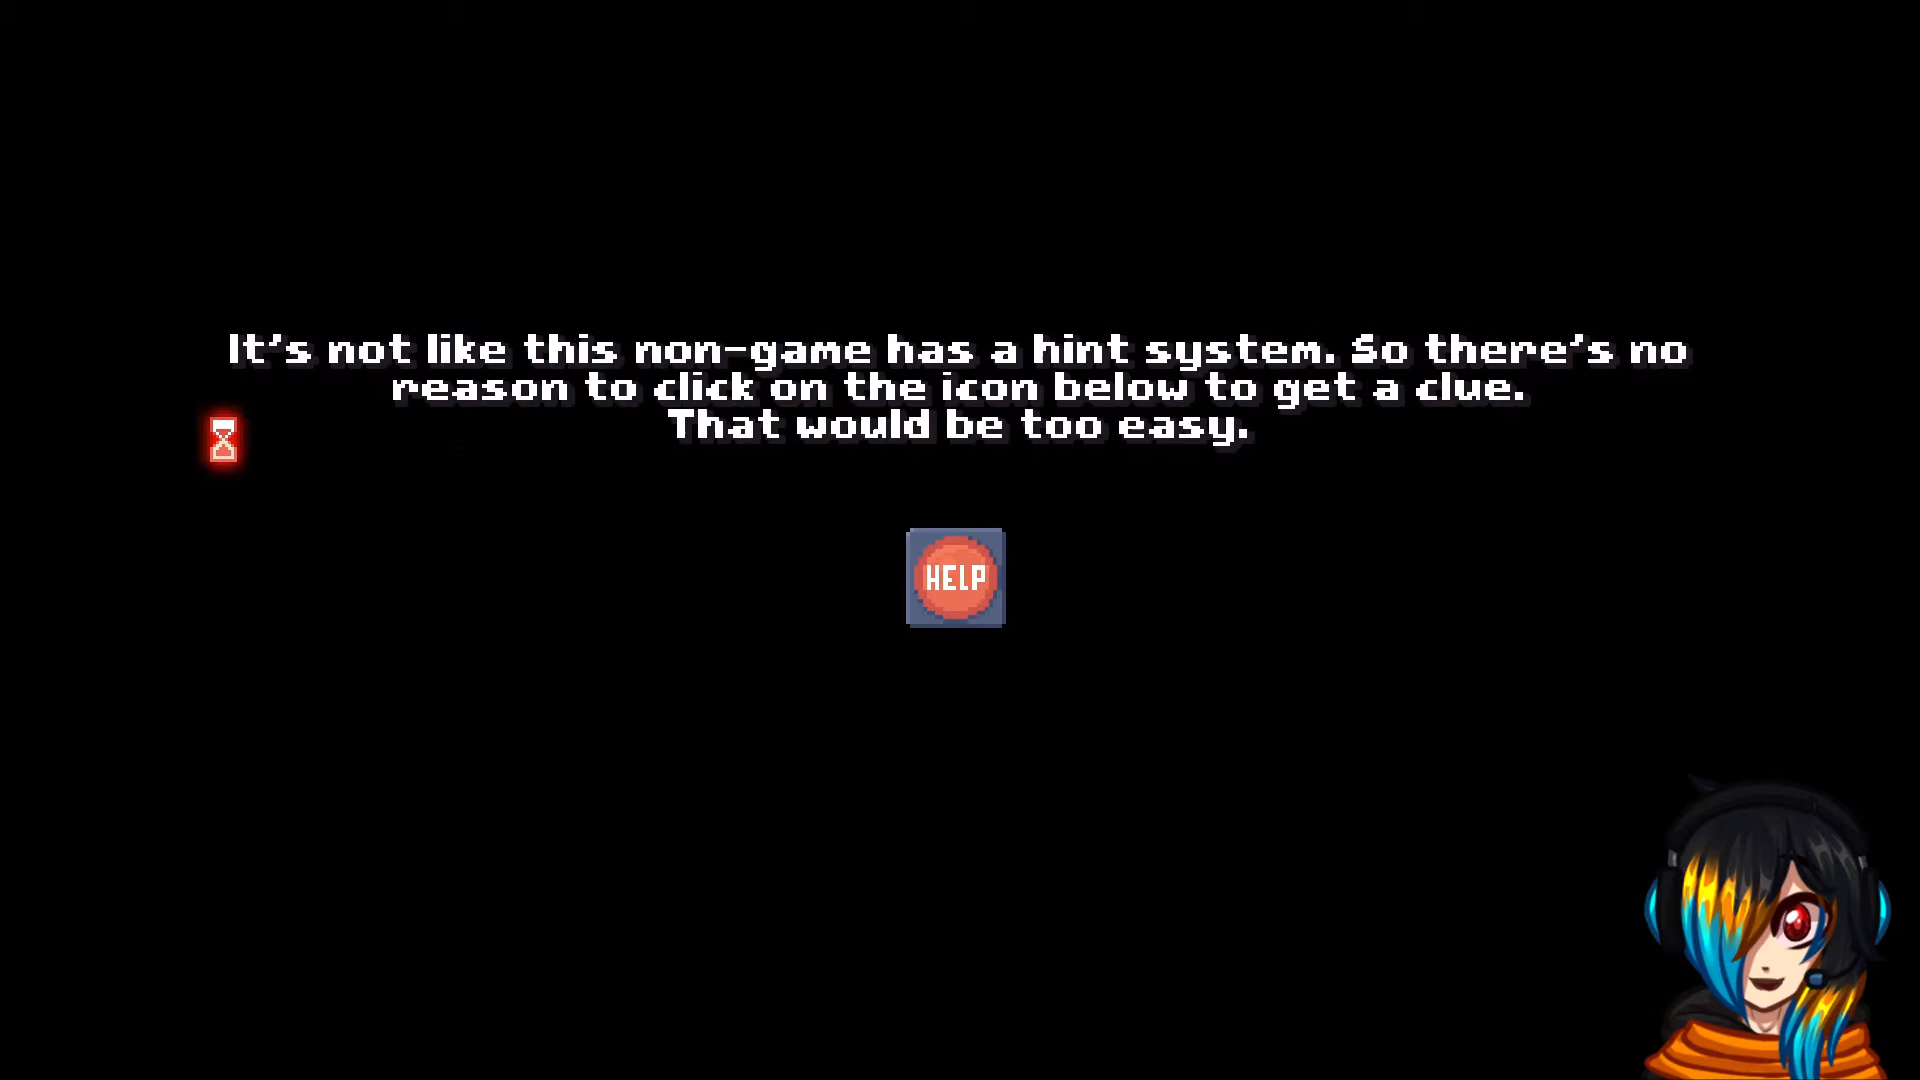 It's not like this non-game has a hint system. So there's no
reason to click on the icon below to get a clue.
That would be too easy.
HELP